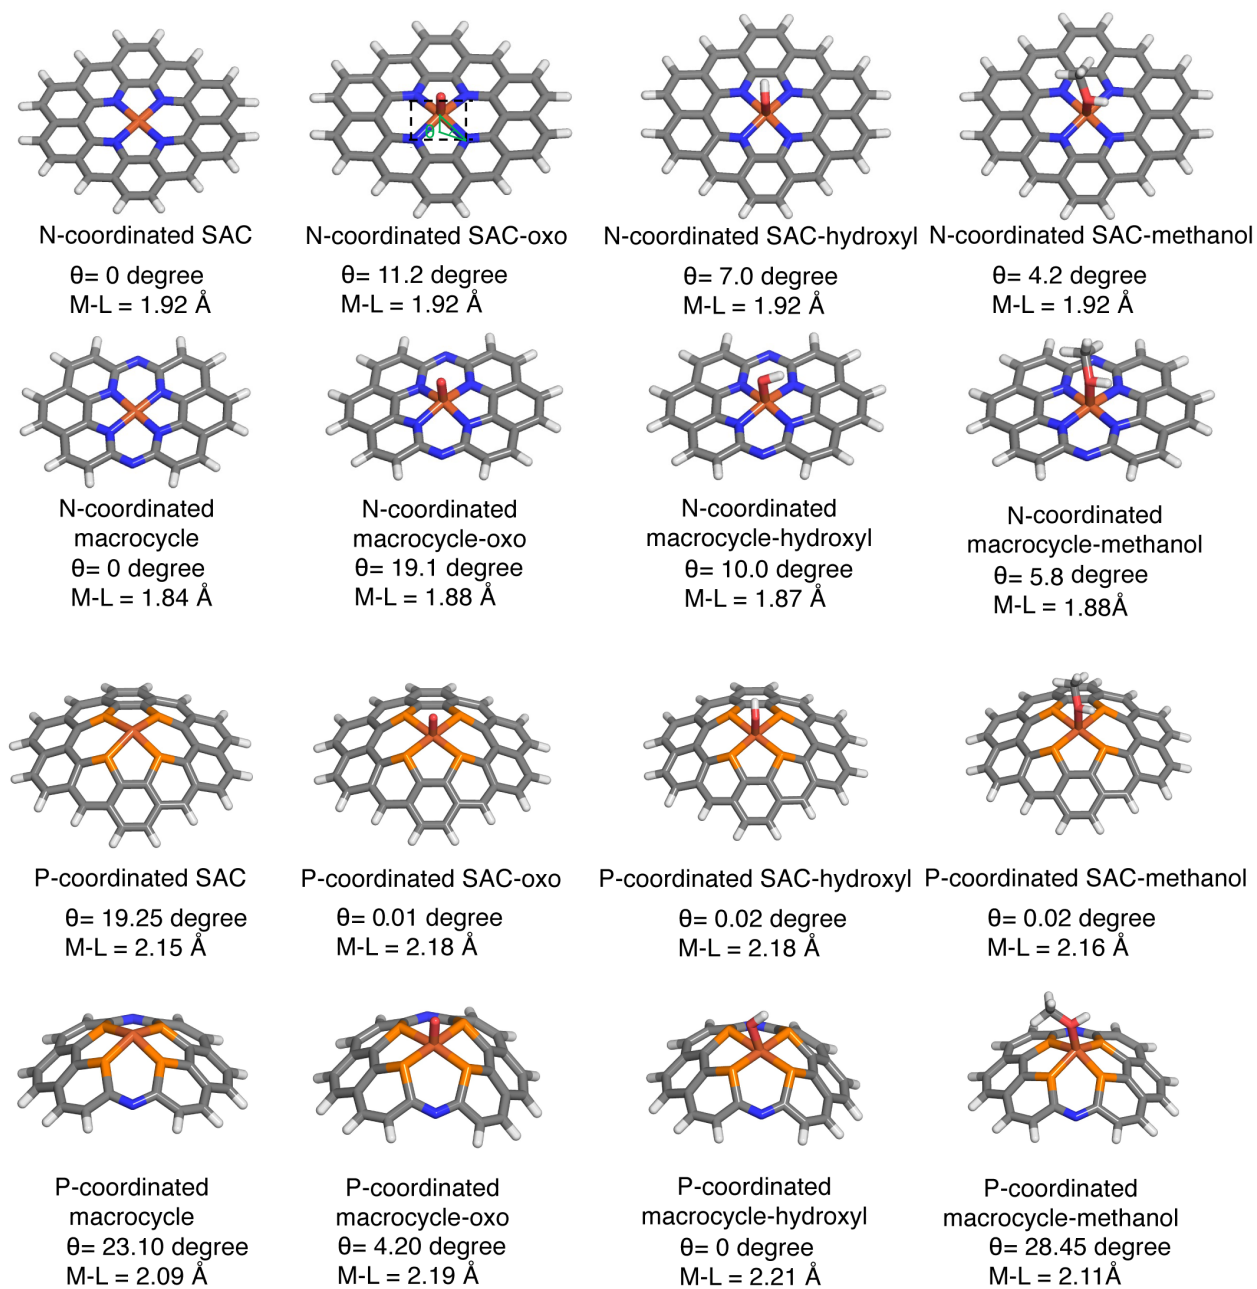 θ
N-coordinated SAC
θ= 0 degree
M-L = 1.92 Å
N-coordinated SAC-oxo
θ= 11.2 degree
M-L = 1.92 Å
N-coordinated SAC-hydroxyl
θ= 7.0 degree
M-L = 1.92 Å
N-coordinated SAC-methanol
θ= 4.2 degree
M-L = 1.92 Å
N-coordinated
macrocycle
θ= 0 degree
M-L = 1.84 Å
N-coordinated
macrocycle-oxo
θ= 19.1 degree
M-L = 1.88 Å
N-coordinated
macrocycle-hydroxyl
θ= 10.0 degree
M-L = 1.87 Å
N-coordinated
macrocycle-methanol
θ= 5.8 degree
M-L = 1.88Å
P-coordinated SAC
θ= 19.25 degree
M-L = 2.15 Å
P-coordinated SAC-oxo
θ= 0.01 degree
M-L = 2.18 Å
P-coordinated SAC-hydroxyl
θ= 0.02 degree
M-L = 2.18 Å
P-coordinated SAC-methanol
θ= 0.02 degree
M-L = 2.16 Å
P-coordinated
macrocycle
θ= 23.10 degree
M-L = 2.09 Å
P-coordinated
macrocycle-oxo
θ= 4.20 degree
M-L = 2.19 Å
P-coordinated
macrocycle-hydroxyl
θ= 0 degree
M-L = 2.21 Å
P-coordinated
macrocycle-methanol
θ= 28.45 degree
M-L = 2.11Å